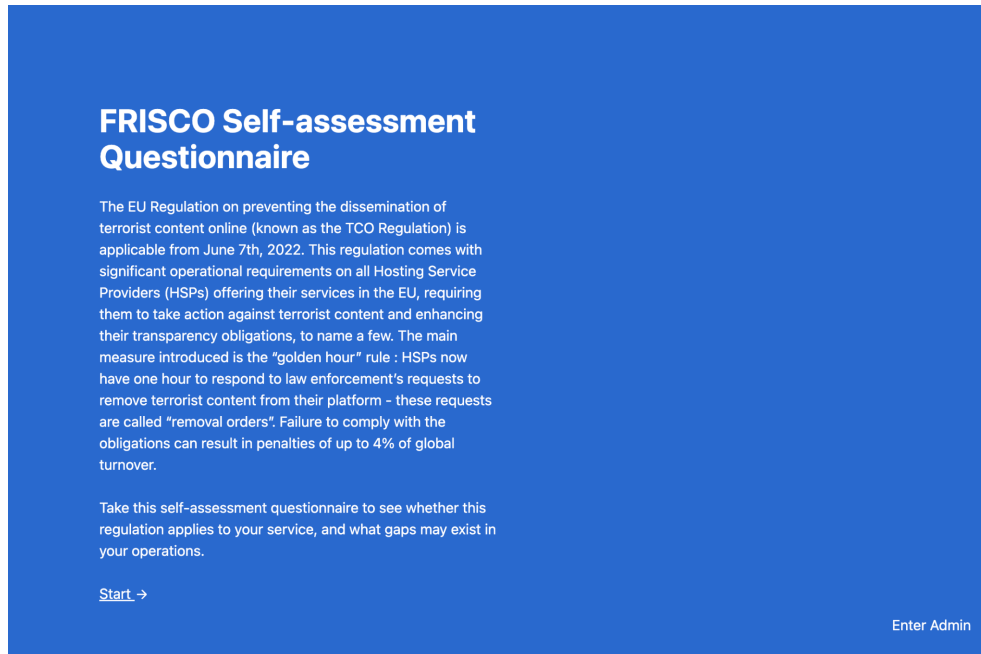 FRISCO Self-assessment
Questionnaire
The EU Regulation on preventing the dissemination of
terrorist content online (known as the TCO Regulation) is
applicable from June 7th, 2022. This regulation comes with
significant operational requirements on all Hosting Service
Providers (HSPs) offering their services in the EU, requiring
them to take action against terrorist content and enhancing
their transparency obligations, to name a few. The main
measure introduced is the “golden hour” rule : HSPs now
have one hour to respond to law enforcement’s requests to
remove terrorist content from their platform - these requests
are called “removal orders”. Failure to comply with the
obligations can result in penalties of up to 4% of global
turnover.
Take this self-assessment questionnaire to see whether this
regulation applies to your service, and what gaps may exist in
your operations.
Start →
Enter Admin